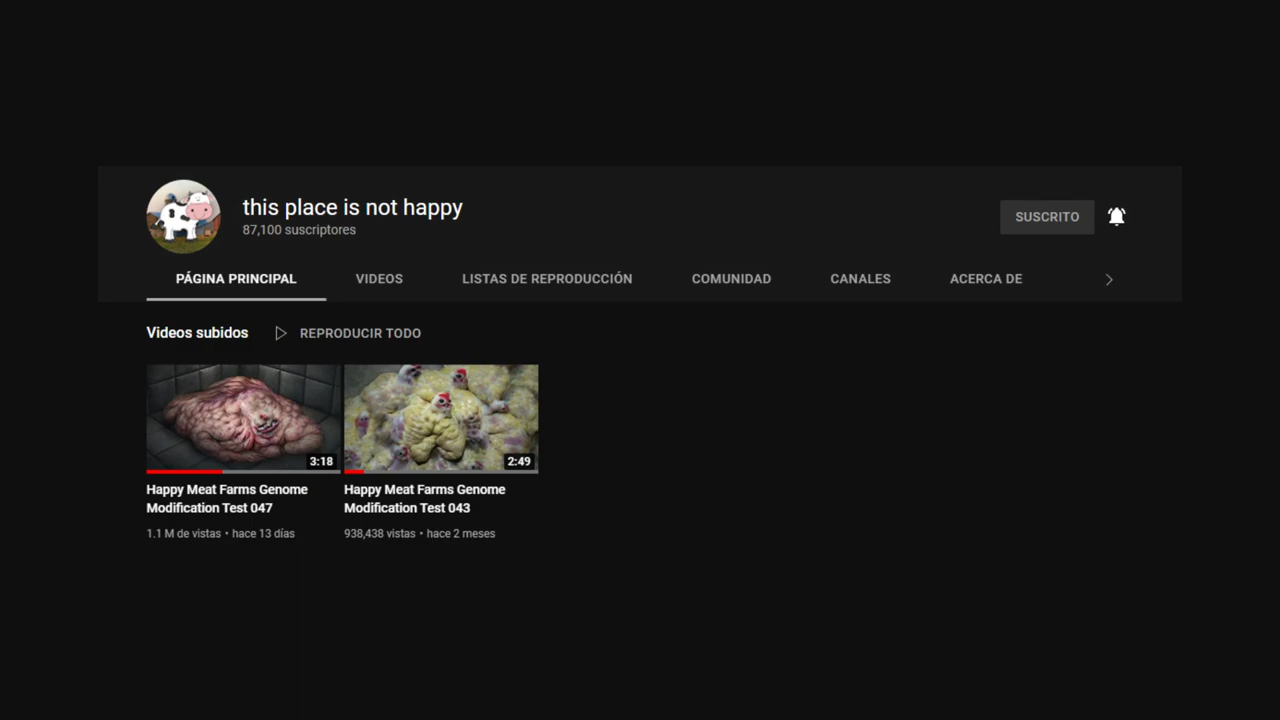 this place is not happy
87,100 suscriptores
SUSCRITO
PÁGINA PRINCIPAL VIDEOS LISTAS DE REPRODUCCIÓN COMUNIDAD CANALES ACERCA DE
Videos subidos REPRODUCIR TODO
3:18
2:49
Happy Meat Farms Genome
Modification Test 047
1.1 M de vistas • hace 13 días
Happy Meat Farms Genome
Modification Test 043
938,438 vistas • hace 2 meses